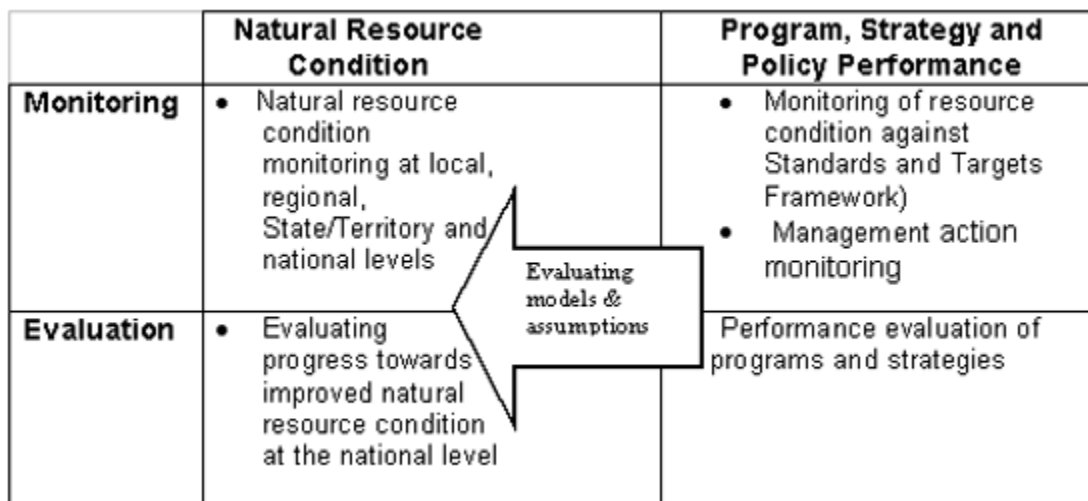 Natural Resource
Condition
Program, Strategy and
Policy Performance
Monitoring
• Natural resource
condition
monitoring at local,
regional,
State/Territory and
national levels
• Monitoring of resource
condition against
Standards and Targets
Framework)
• Management action
monitoring
Evaluating
models &
assumptions
Evaluation
• Evaluating
progress towards
improved natural
resource condition
at the national level
Performance evaluation of
programs and strategies